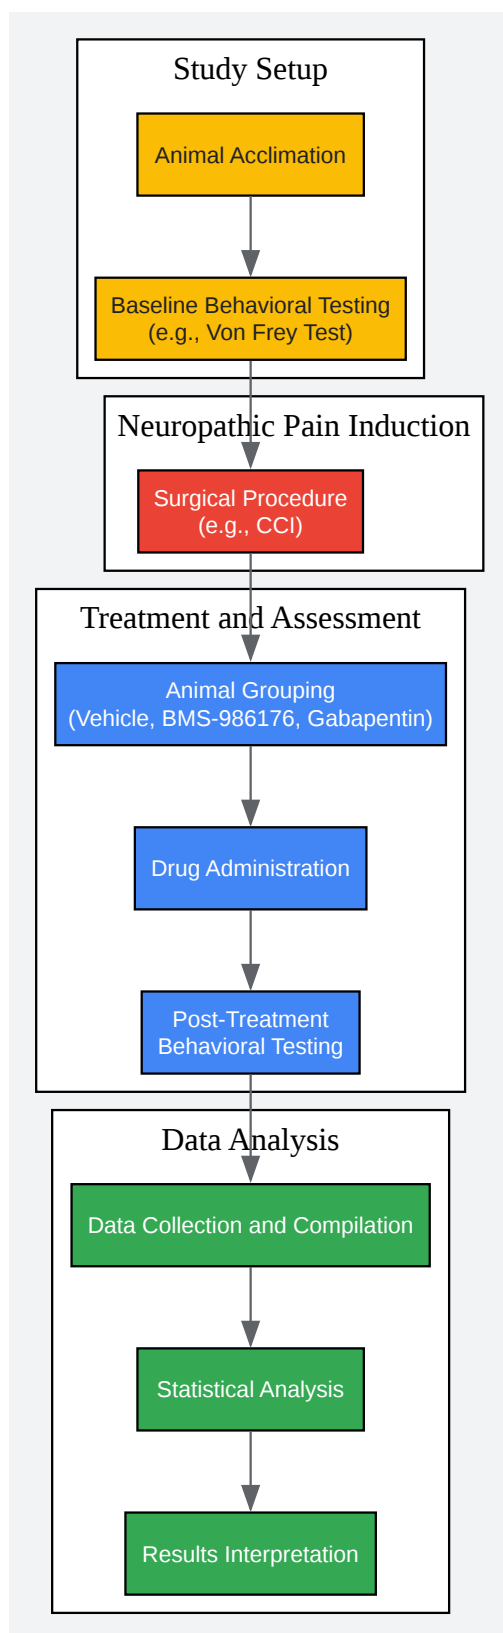 Study Setup
Animal Acclimation
Baseline Behavioral Testing
(e.g., Von Frey Test)
Neuropathic Pain Induction
Surgical Procedure
(e.g., CCI)
Treatment and Assessment
Animal Grouping
(Vehicle, BMS-986176, Gabapentin)
Drug Administration
Post-Treatment
Behavioral Testing
Data Analysis
Data Collection and Compilation
Statistical Analysis
Results Interpretation